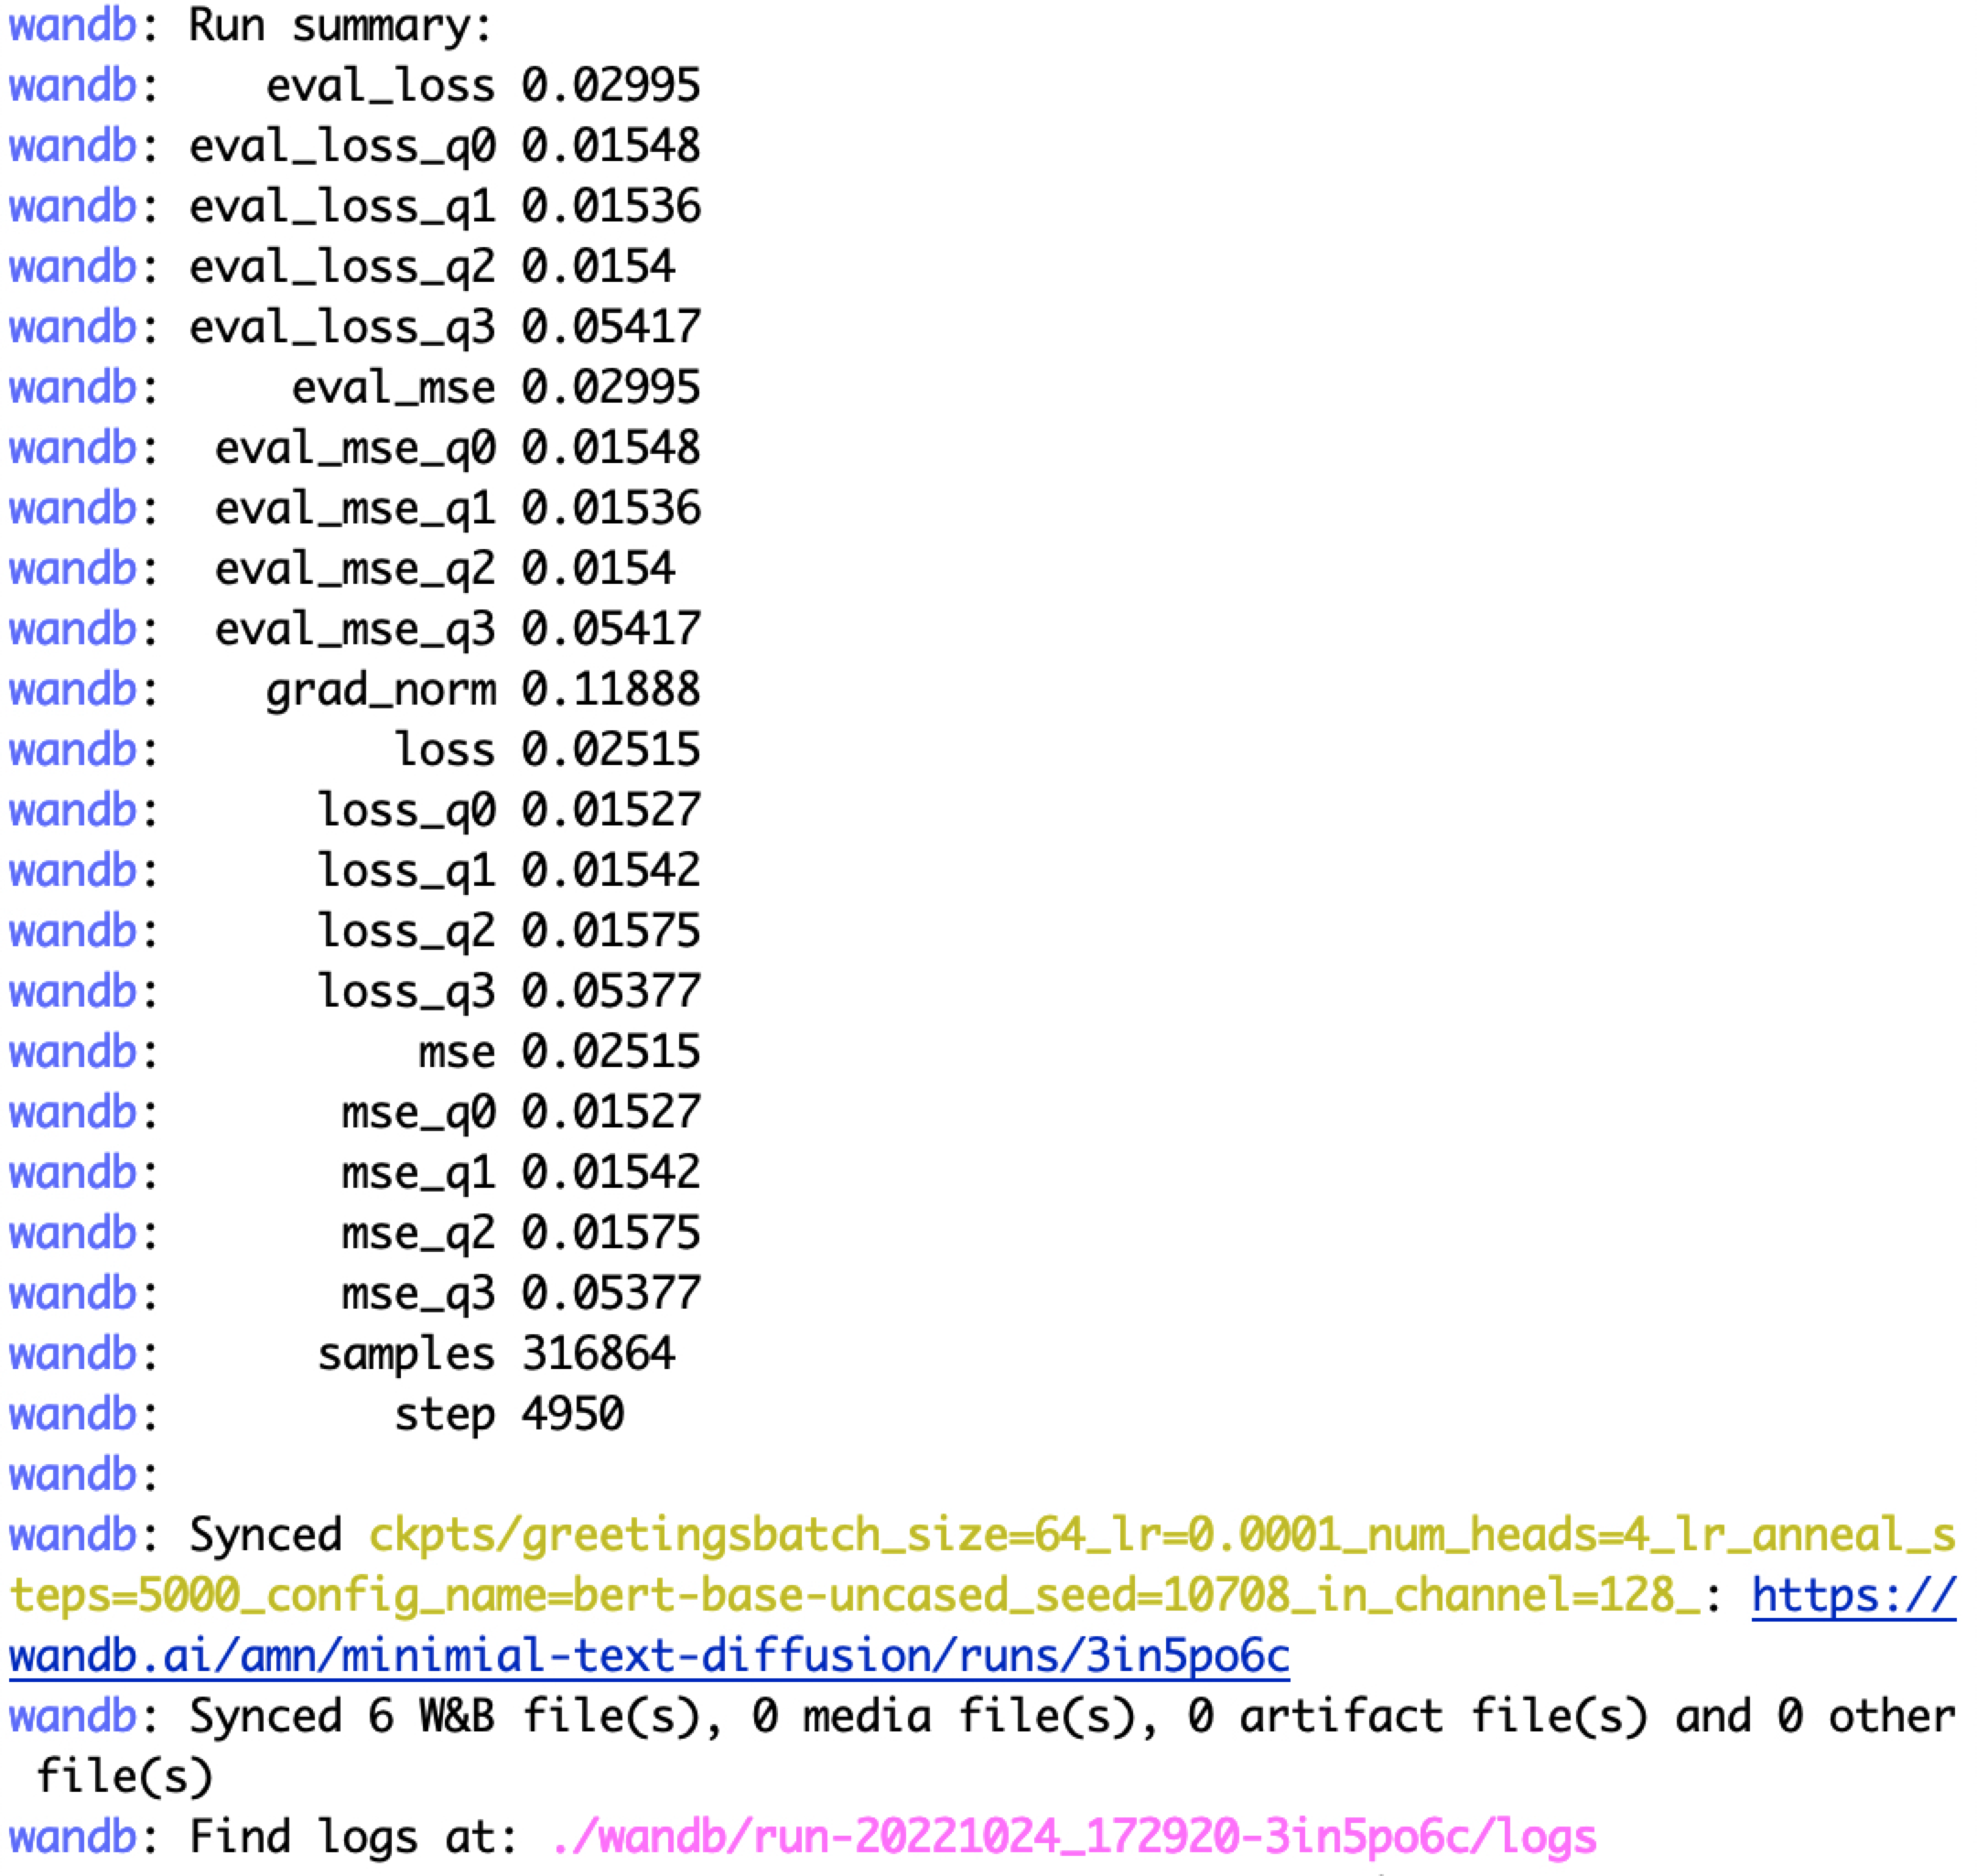 wandb: Run summary:
wandb:    eval_loss 0.02995
wandb: eval_loss_q0 0.01548
wandb: eval_loss_q1 0.01536
wandb: eval_loss_q2 0.0154
wandb: eval_loss_q3 0.05417
wandb:     eval_mse 0.02995
wandb:  eval_mse_q0 0.01548
wandb:  eval_mse_q1 0.01536
wandb:  eval_mse_q2 0.0154
wandb:  eval_mse_q3 0.05417
wandb:    grad_norm 0.11888
wandb:         loss 0.02515
wandb:      loss_q0 0.01527
wandb:      loss_q1 0.01542
wandb:      loss_q2 0.01575
wandb:      loss_q3 0.05377
wandb:          mse 0.02515
wandb:       mse_q0 0.01527
wandb:       mse_q1 0.01542
wandb:       mse_q2 0.01575
wandb:       mse_q3 0.05377
wandb:      samples 316864
wandb:         step 4950
wandb:
wandb: Synced ckpts/greetingsbatch_size=64_lr=0.0001_num_heads=4_lr_anneal_s
teps=5000_config_name=bert-base-uncased_seed=10708_in_channel=128_: https://
wandb.ai/amn/minimial-text-diffusion/runs/3in5po6c
wandb: Synced 6 W&B file(s), 0 media file(s), 0 artifact file(s) and 0 other
 file(s)
wandb: Find logs at: ./wandb/run-20221024_172920-3in5po6c/logs